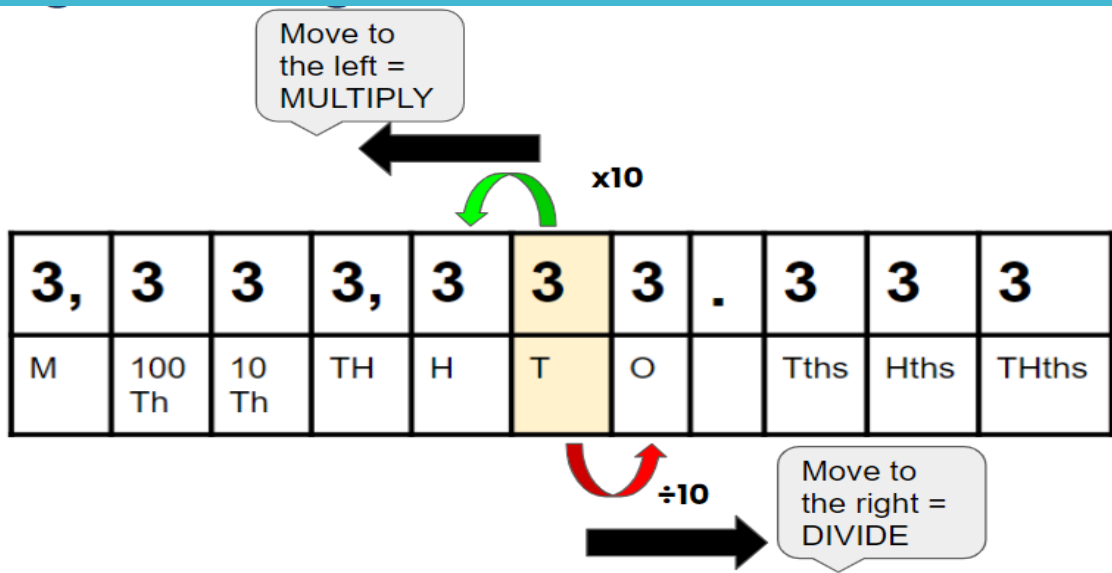 Move to
the left =
MULTIPLY
x10
3, 3 3 3, 3 3 3 . 3 3 3
M 100 Th 10 Th TH H T O Tths Hths THths
÷10
Move to
the right =
DIVIDE